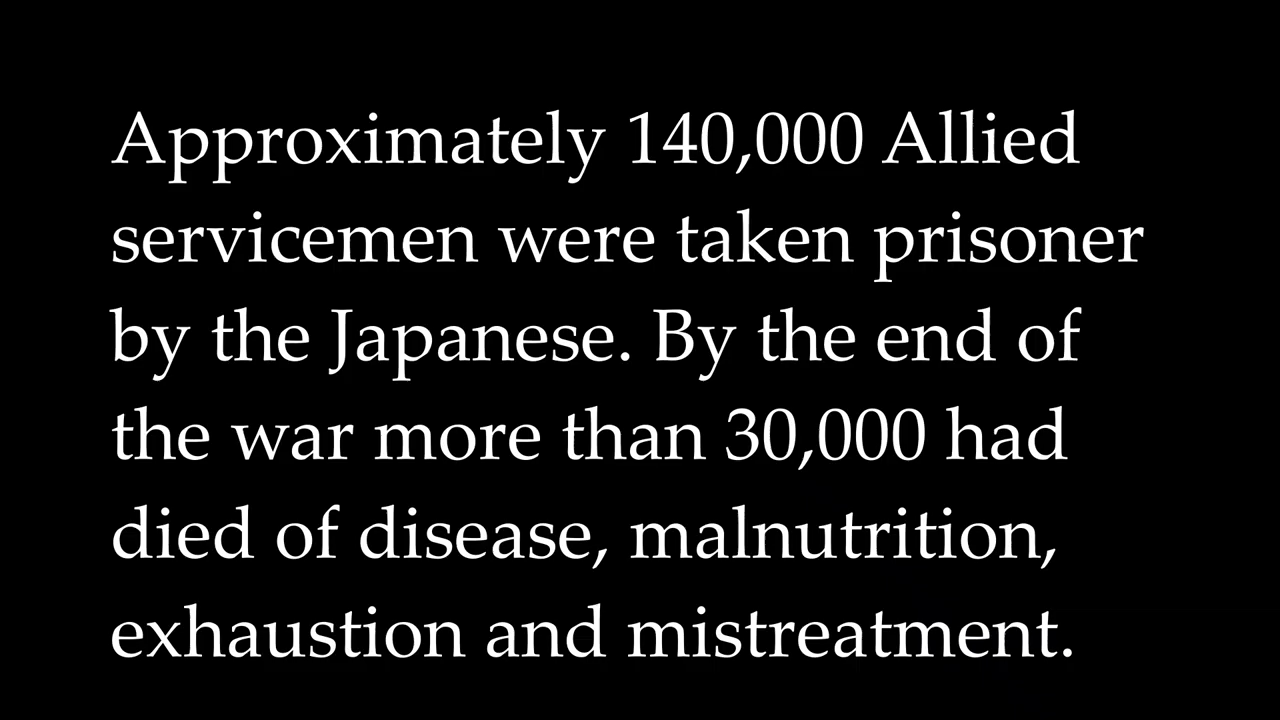 Approximately 140,000 Allied
servicemen were taken prisoner
by the Japanese. By the end of
the war more than 30,000 had
died of disease, malnutrition,
exhaustion and mistreatment.